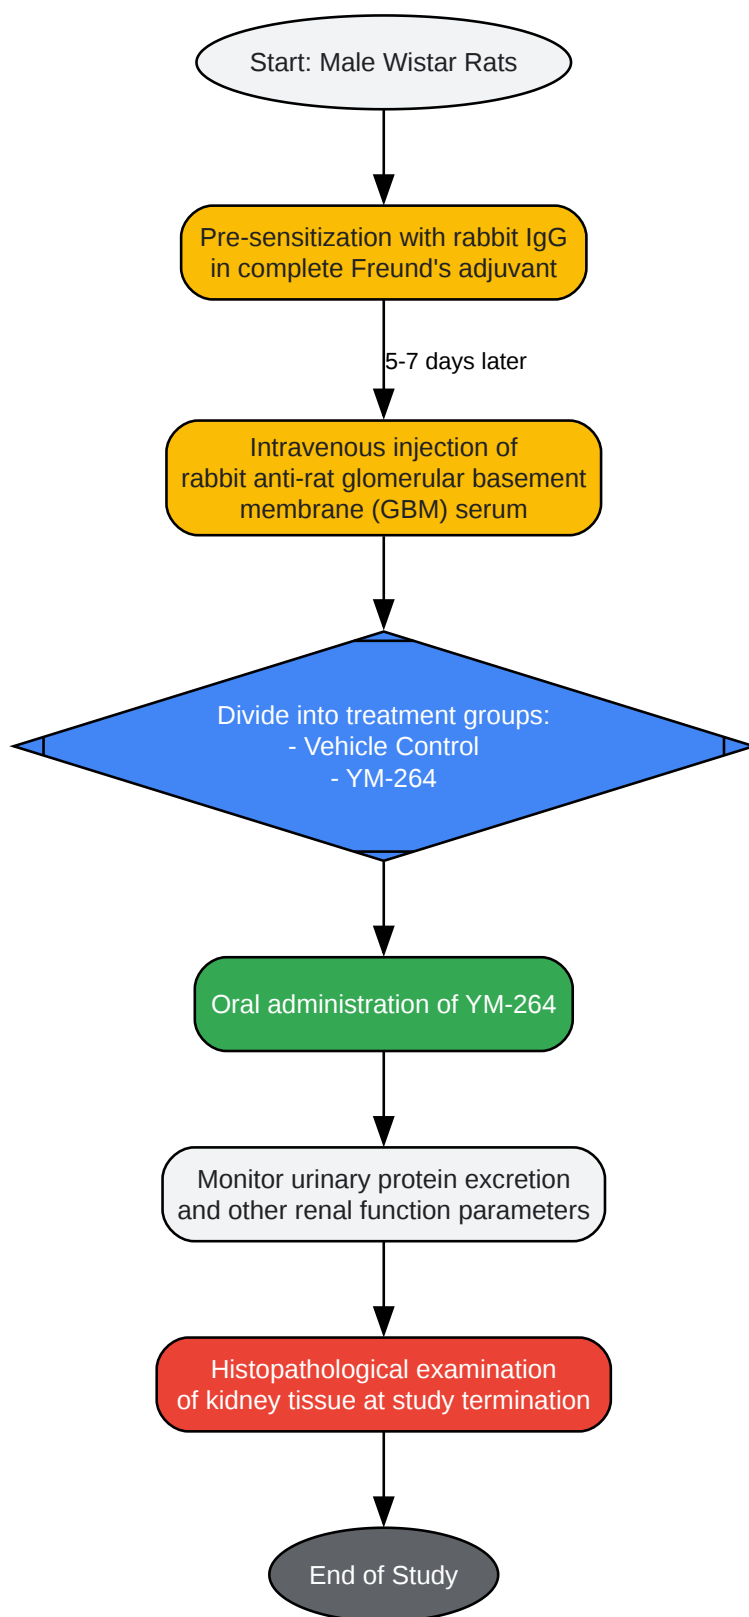 Start: Male Wistar Rats
Pre-sensitization with rabbit IgG
in complete Freund's adjuvant
5-7 days later
Intravenous injection of
rabbit anti-rat glomerular basement
membrane (GBM) serum
Divide into treatment groups:
- Vehicle Control
- YM-264
Oral administration of YM-264
Monitor urinary protein excretion
and other renal function parameters
Histopathological examination
of kidney tissue at study termination
End of Study